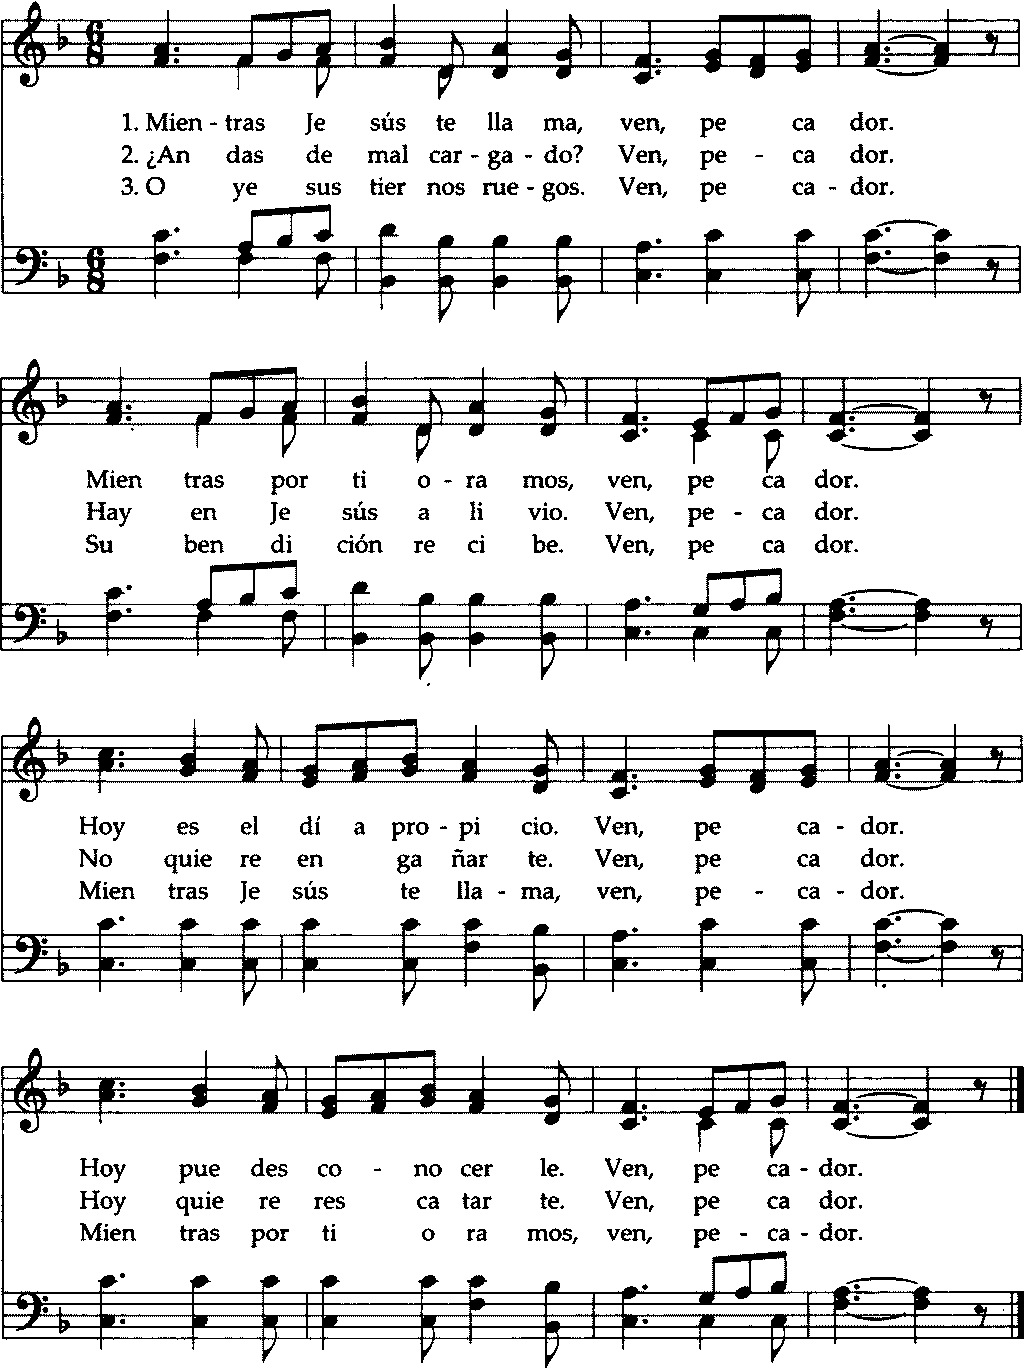 1. Mien - tras Je sús te lla ma, ven, pe ca dor.
2. ¿An das de mal car - ga - do? Ven, pe - ca dor.
3. O ye sus tier nos rue - gos. Ven, pe ca - dor.
Mien tras por ti o - ra mos, ven, pe ca dor.
Hay en Je sús a li vio. Ven, pe - ca dor.
Su ben di ción re ci be. Ven, pe ca dor.
Hoy es el dí a pro - pi cio. Ven, pe ca - dor.
No quie re en ga ñar te. Ven, pe ca dor.
Mien tras Je sús te lla - ma, ven, pe - ca - dor.
Hoy pue des co - no cer le. Ven, pe ca - dor.
Hoy quie re res ca tar te. Ven, pe ca dor.
Mien tras por ti o ra mos, ven, pe - ca - dor.